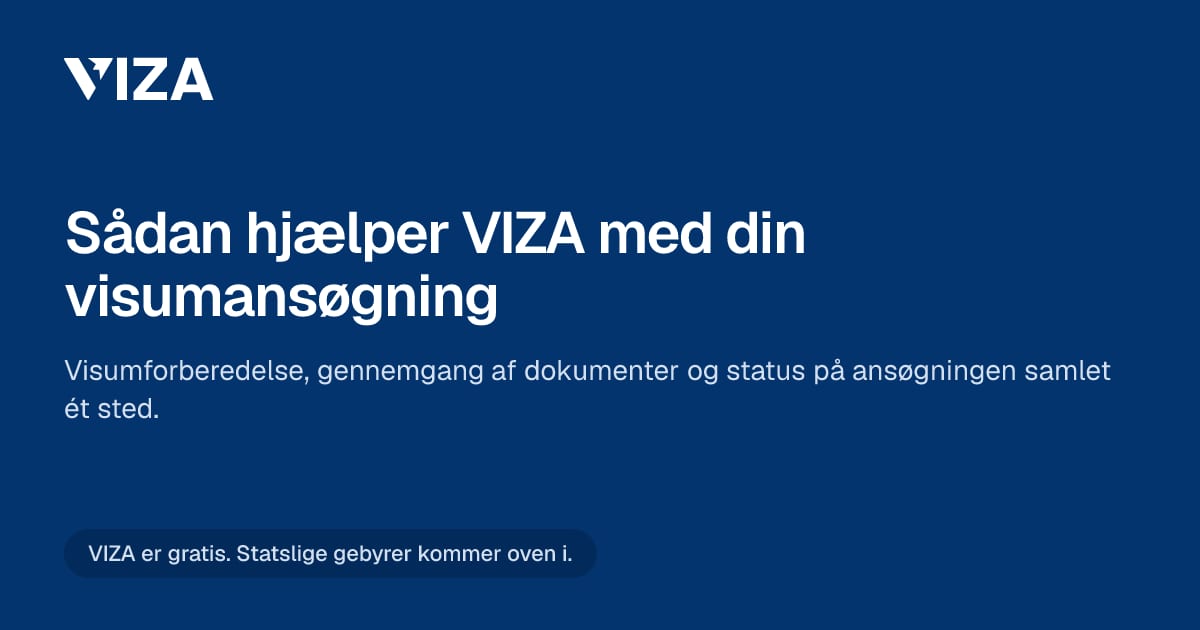 VIZA
Sådan hjælper VIZA med din
visumansøgning
Visumforberedelse, gennemgang af dokumenter og status på ansøgningen samlet
ét sted.
VIZA er gratis. Statslige gebyrer kommer oven i.